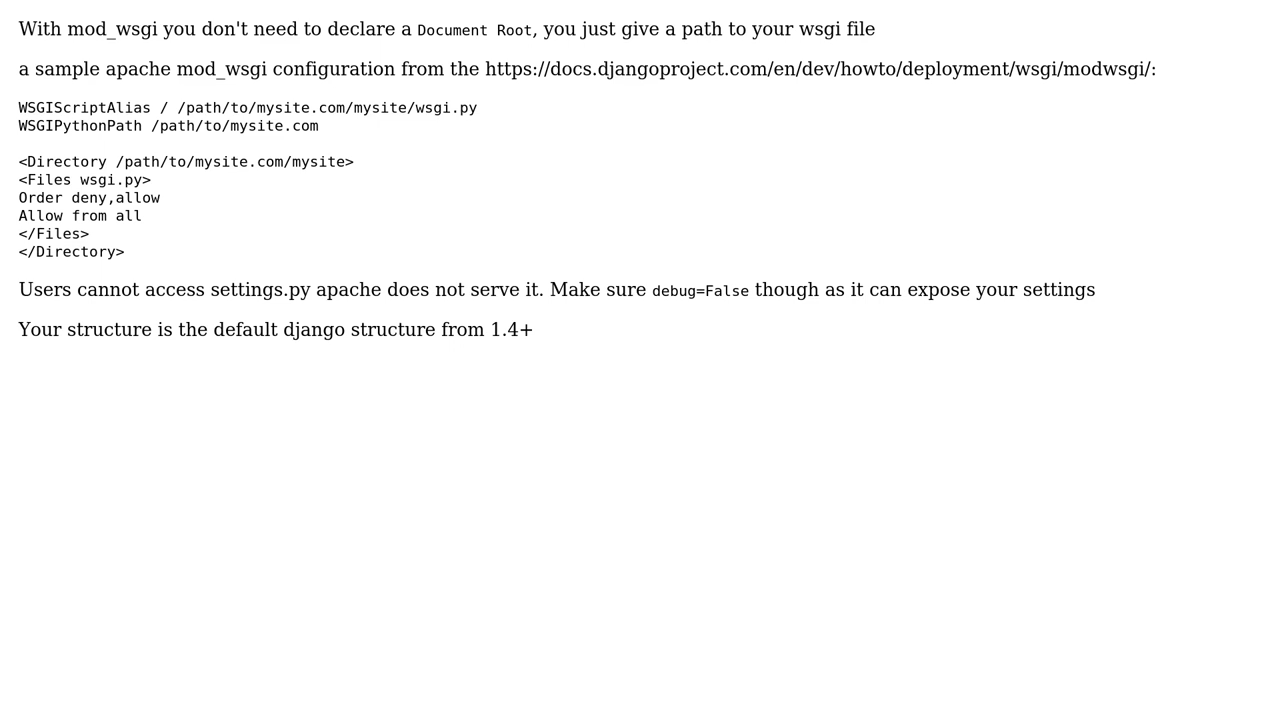 With mod_wsgi you don't need to declare a Document Root, you just give a path to your wsgi file
a sample apache mod_wsgi configuration from the https://docs.djangoproject.com/en/dev/howto/deployment/wsgi/modwsgi/:
WSGIScriptAlias / /path/to/mysite.com/mysite/wsgi.py
WSGIPythonPath /path/to/mysite.com
<Directory /path/to/mysite.com/mysite>
<Files wsgi.py>
Order deny,allow
Allow from all
</Files>
</Directory>
Users cannot access settings.py apache does not serve it. Make sure debug=False though as it can expose your settings
Your structure is the default django structure from 1.4+